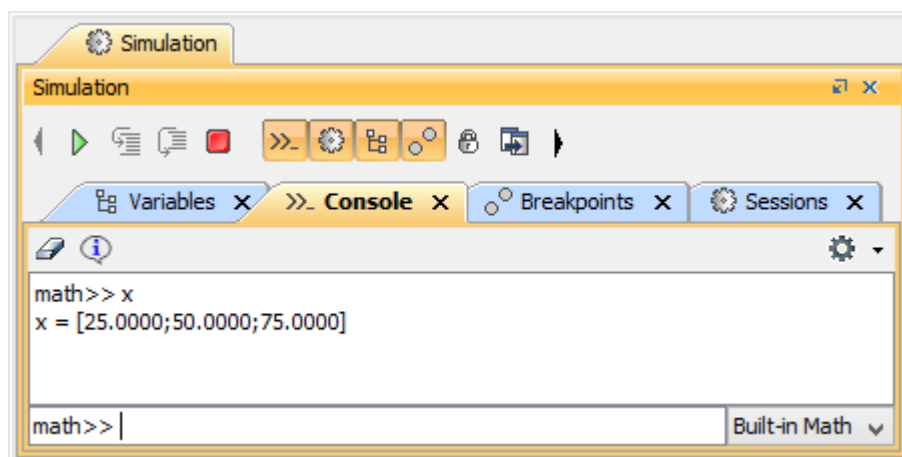 Simulation
Simulation
Variables Console Breakpoints Sessions
math>> x
x = [25.0000;50.0000;75.0000]
math>> Built-in Math